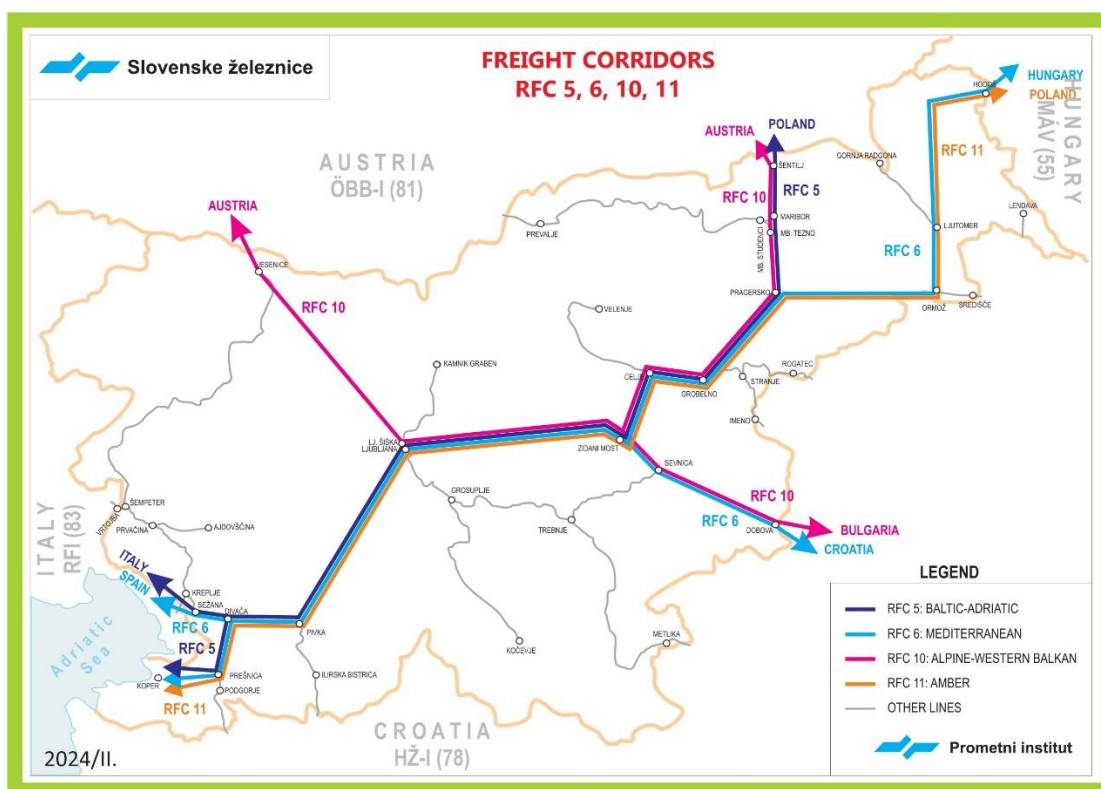 Slovenske železnice
FREIGHT CORRIDORS
RFC 5, 6, 10, 11
HUNGARY
POLAND
HODOŠ
HUNGARY
MÁV (55)
AUSTRIA
POLAND
ŠENTILJ
GORNJA RADGONA
RFC 11
AUSTRIA
ÖBB-I (81)
RFC 10
RFC 5
LENDAVA
AUSTRIA
PREVALJE
MARIBOR
MB. TEZNO
MB. STUDENCI
LJUTOMER
RFC 6
JESENICE
RFC 10
PRAGERSKO
ORMOŽ
SREDIŠČE
VELENJE
KAMNIK GRABEN
CELJE
GROBELNO
STRANJE
ROGATEC
IMENO
LJ. ŠIŠKA
LJUBLJANA
ZIDANI MOST
SEVNICA
GROSUPLJE
TREBNJE
RFC 10
RFC 6
DOBOVA
BULGARIA
CROATIA
ŠEMPETER
VRTOJBA
PRVAČINA
AJDOVŠČINA
ITALY
RFI (83)
ITALY
SPAIN
KREPLJE
SEŽANA
DIVAČA
RFC 6
PIVKA
RFC 5
KOPER
PREŠNICA
PODGORJE
RFC 11
ILIRSKA BISTRICA
KOČEVJE
METLIKA
Adriatic
Sea
CROATIA
HŽ-I (78)
2024/II.
LEGEND
RFC 5: BALTIC-ADRIATIC
RFC 6: MEDITERRANEAN
RFC 10: ALPINE-WESTERN BALKAN
RFC 11: AMBER
OTHER LINES
Prometni institut